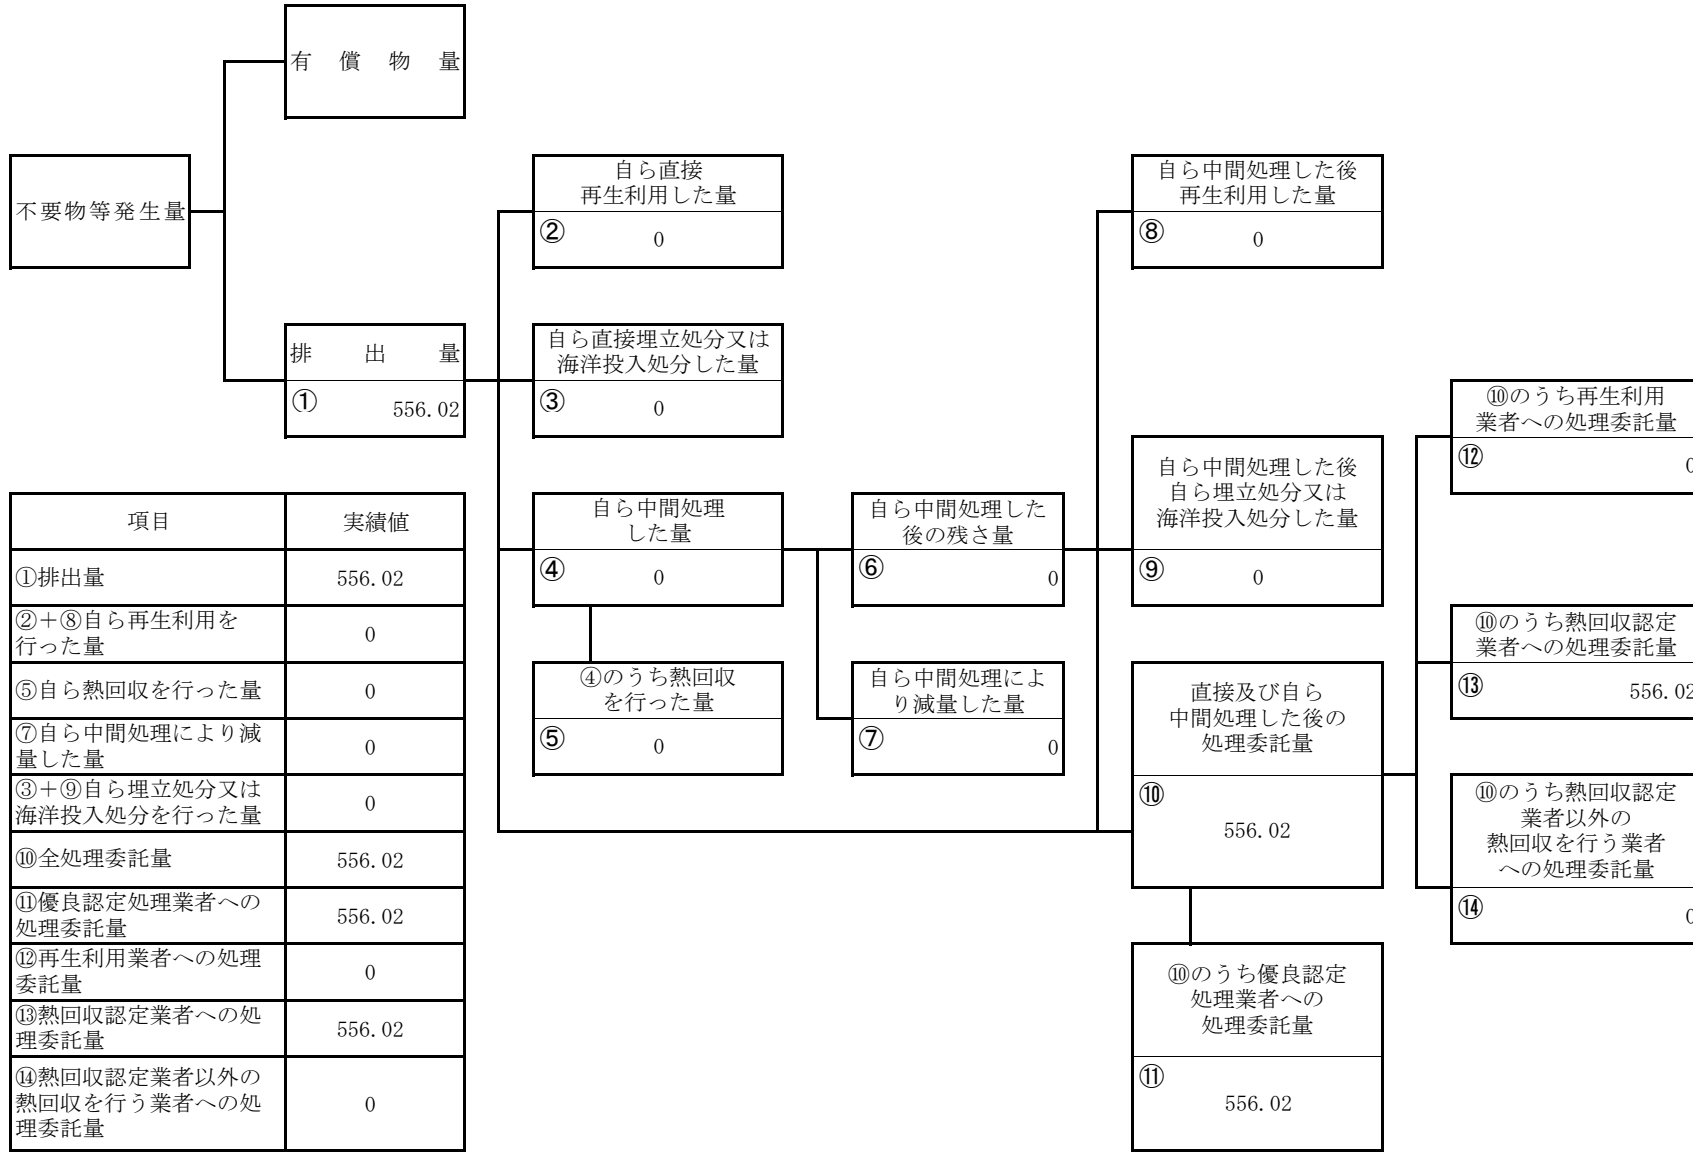 有償物量
不要物等発生量
自ら直接
再生利用した量
②
0
自ら中間処理した後
再生利用した量
⑧
0
排出量
①
556.02
自ら直接埋立処分又は
海洋投入処分した量
③
0
自ら中間処理
した量
④
0
自ら中間処理した
後の残さ量
⑥
0
自ら中間処理した後
自ら埋立処分又は
海洋投入処分した量
⑨
0
⑩のうち再生利用
業者への処理委託量
⑫
0
④のうち熱回収
を行った量
⑤
0
自ら中間処理によ
り減量した量
⑦
0
直接及び自ら
中間処理した後の
処理委託量
⑩
556.02
⑩のうち熱回収認定
業者への処理委託量
⑬
556.02
⑩のうち熱回収認定
業者以外の
熱回収を行う業者
への処理委託量
⑭
0
⑩のうち優良認定
処理業者への
処理委託量
⑪
556.02
項目 実績値
①排出量 556.02
②＋⑧自ら再生利用を
行った量
0
⑤自ら熱回収を行った量 0
⑦自ら中間処理により減
量した量
0
③＋⑨自ら埋立処分又は
海洋投入処分を行った量
0
⑩全処理委託量 556.02
⑪優良認定処理業者への
処理委託量
556.02
⑫再生利用業者への処理
委託量
0
⑬熱回収認定業者への処
理委託量
556.02
⑭熱回収認定業者以外の
熱回収を行う業者への処
理委託量
0